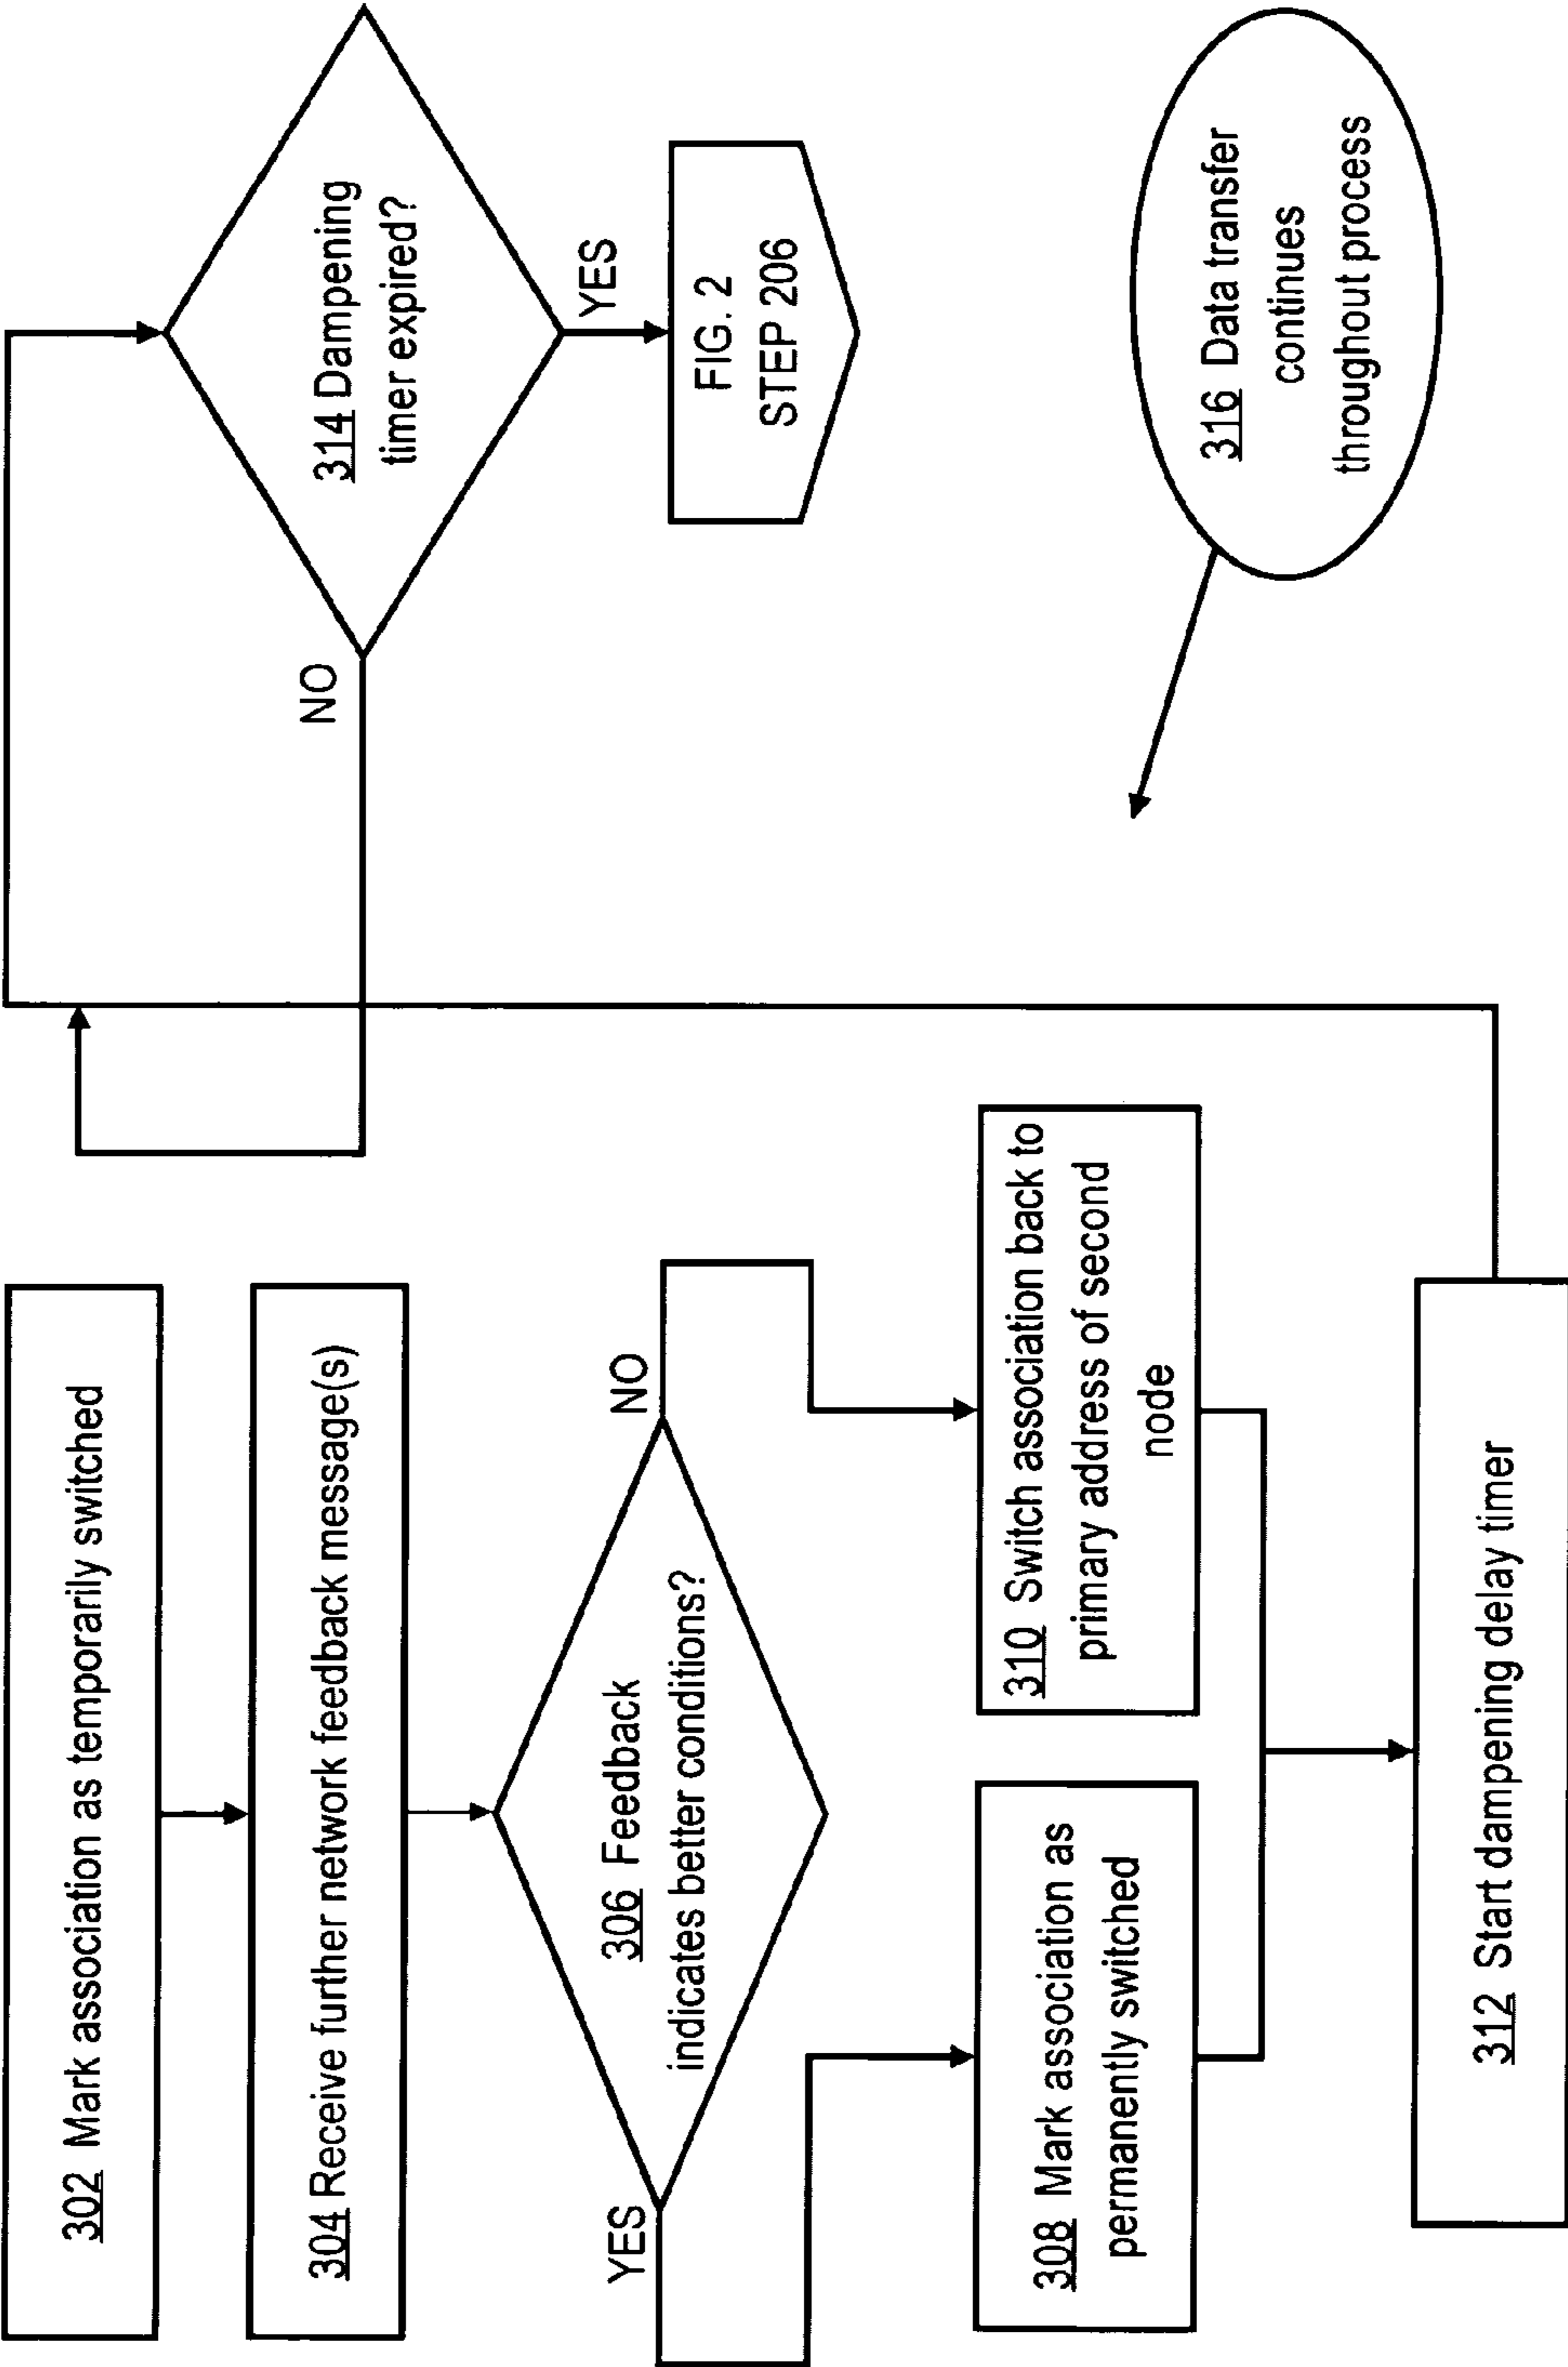 302 Mark association as temporarily switched
304 Receive further network feedback message(s)
306 Feedback
indicates better conditions?
YES
NO
308 Mark association as
permanently switched
310 Switch association back to
primary address of second
node
312 Start dampening delay timer
314 Dampening
timer expired?
NO
YES
FIG. 2
STEP 206
316 Data transfer
continues
throughout process